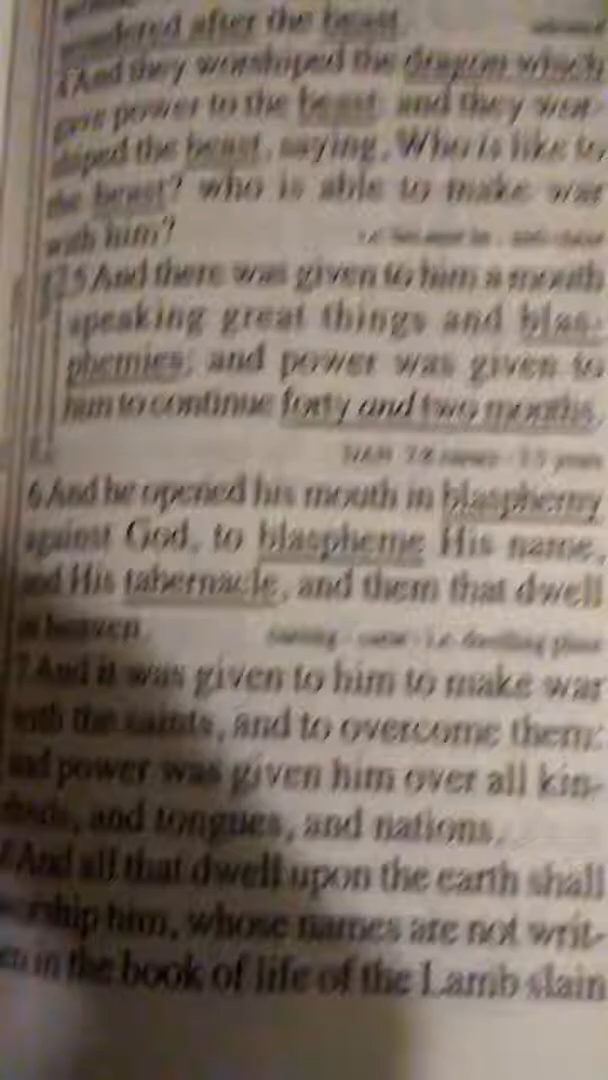 wondered after the beast.
4 And they worshiped the dragon which
gave power to the beast: and they wor-
shiped the beast, saying, Who is like to
the beast? who is able to make war
with him?
5 And there was given to him a mouth
speaking great things and blas-
phemies; and power was given to
him to continue forty and two months.
6 And he opened his mouth in blasphemy
against God, to blaspheme His name,
and His tabernacle, and them that dwell
in heaven.
7 And it was given to him to make war
with the saints, and to overcome them:
and power was given him over all kin-
dreds, and tongues, and nations.
8 And all that dwell upon the earth shall
worship him, whose names are not writ-
ten in the book of life of the Lamb slain